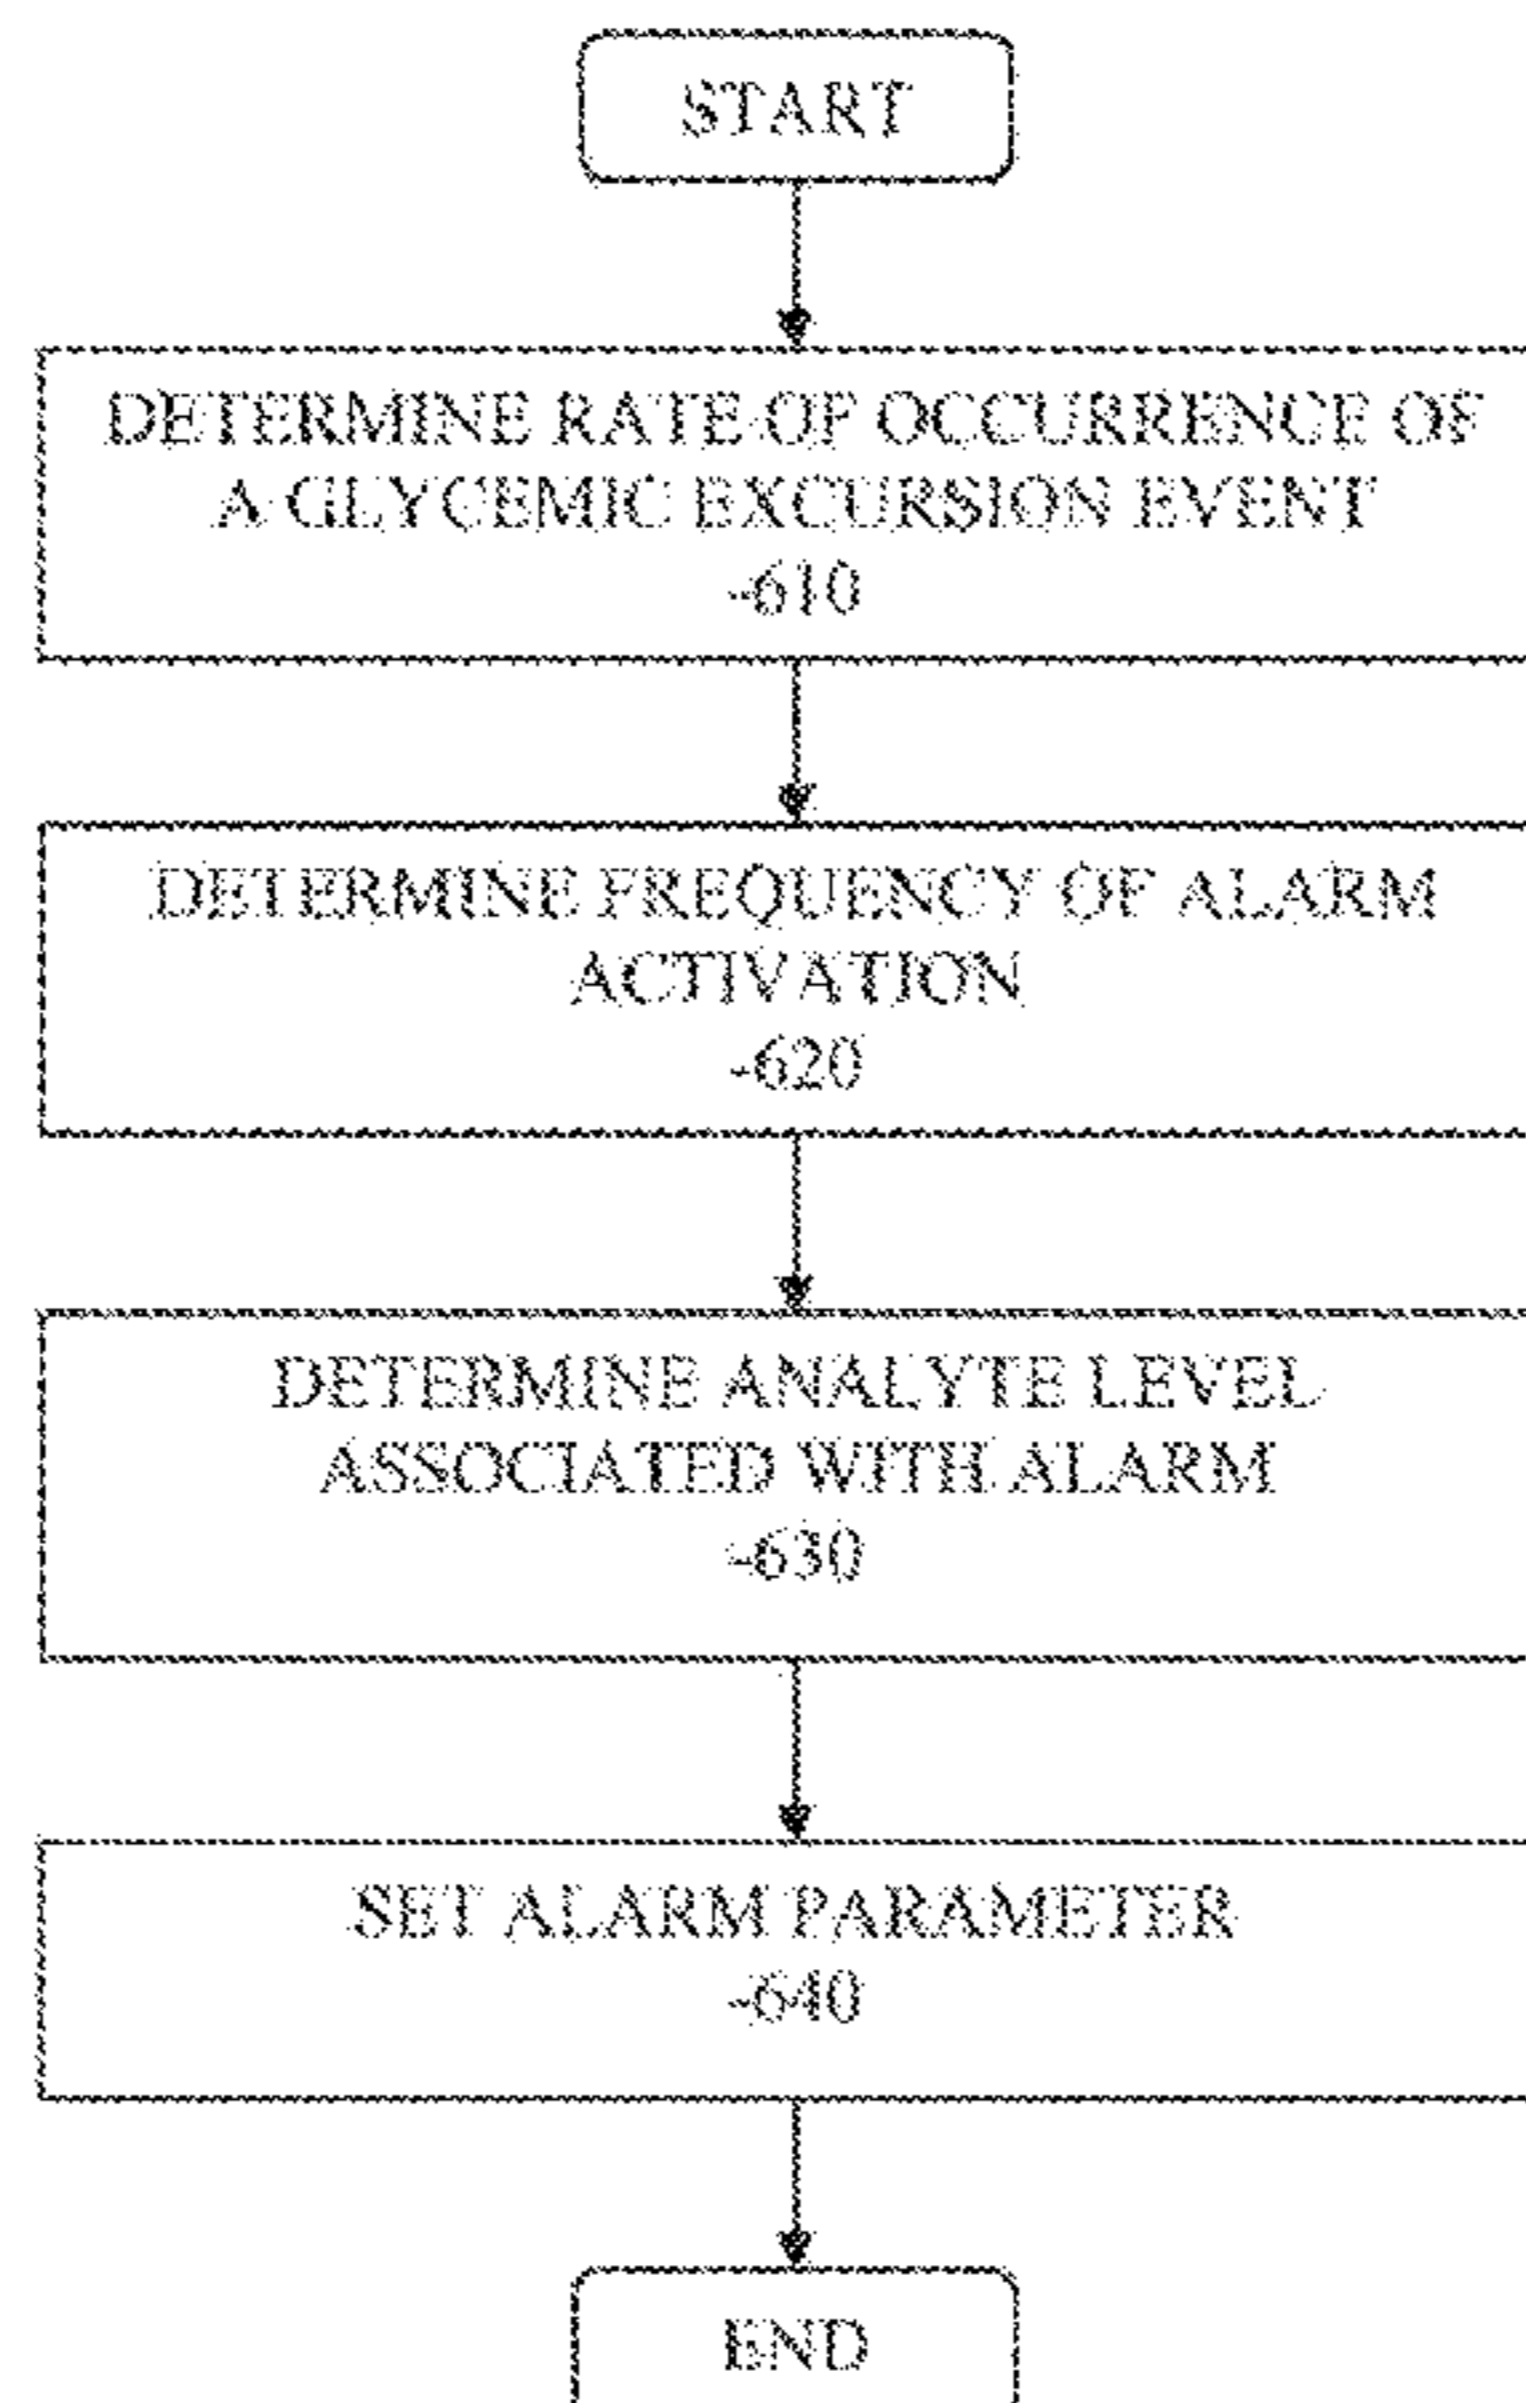 START
DETERMINE RATE OF OCCURRENCE OF
A GLYCEMIC EXCURSION EVENT
-610
DETERMINE FREQUENCY OF ALARM
ACTIVATION
-620
DETERMINE ANALYTE LEVEL
ASSOCIATED WITH ALARM
-630
SET ALARM PARAMETER
-640
END